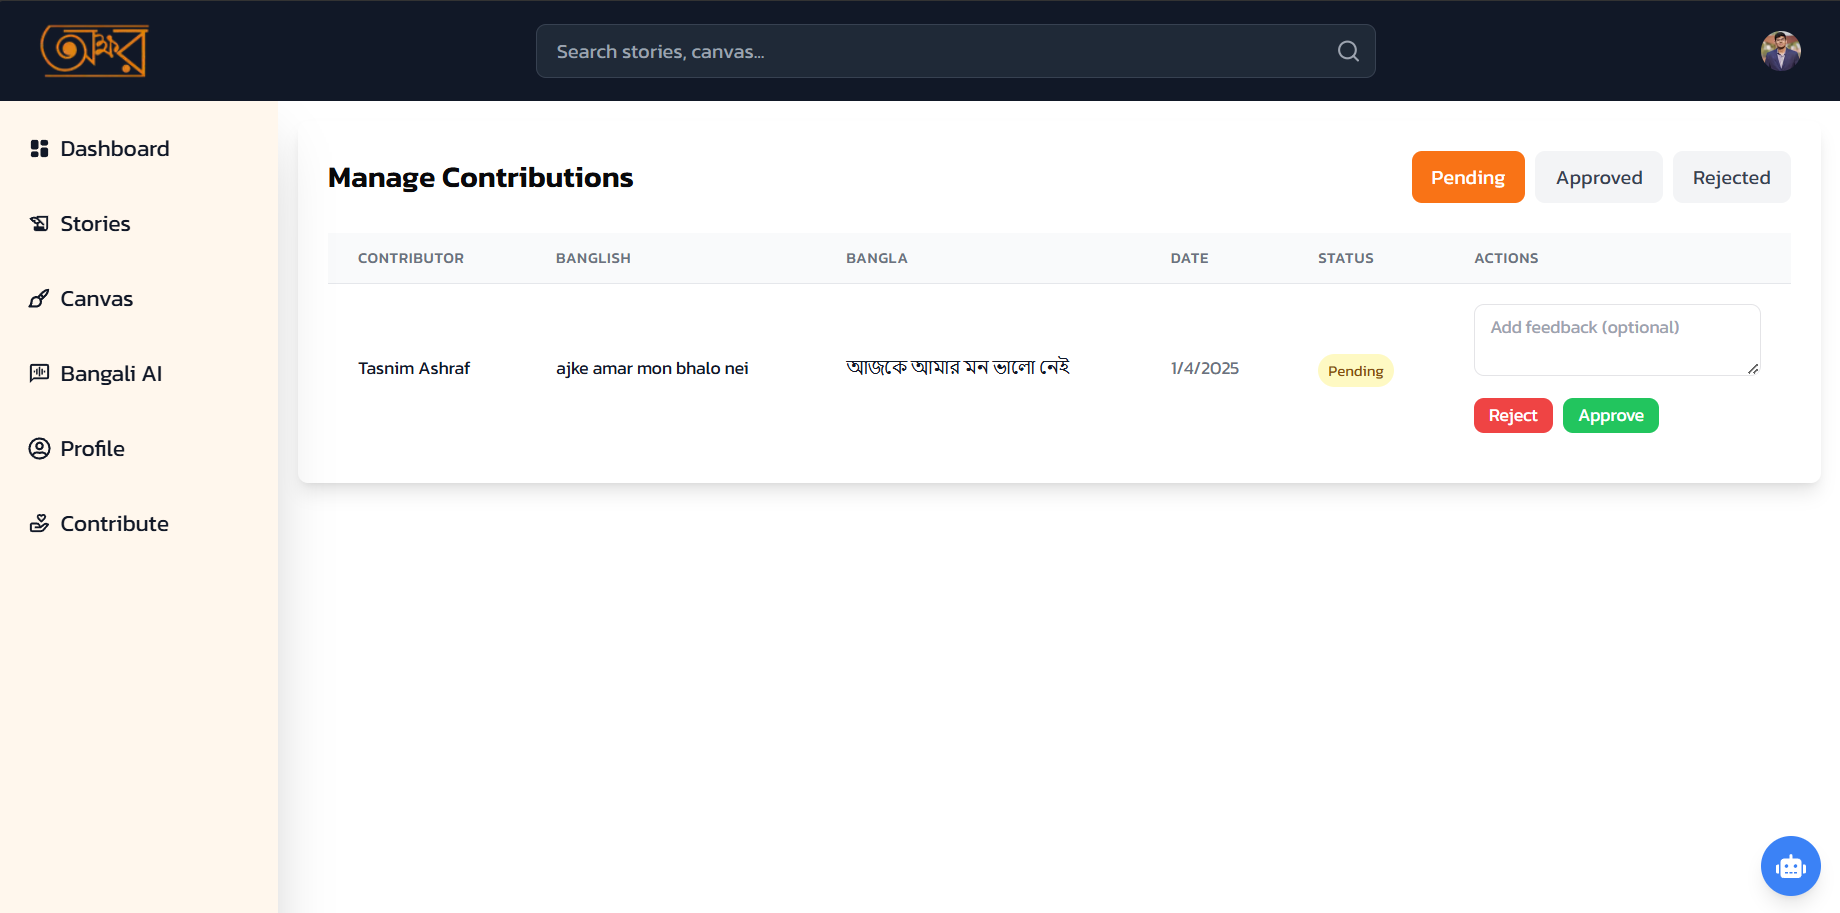 অক্ষর
Search stories, canvas...
Dashboard
Stories
Canvas
Bangali AI
Profile
Contribute
Manage Contributions
Pending
Approved
Rejected
CONTRIBUTOR BANGLISH BANGLA DATE STATUS ACTIONS
Add feedback (optional)
Tasnim Ashraf ajke amar mon bhalo nei আজকে আমার মন ভালো নেই 1/4/2025 Pending
Reject Approve